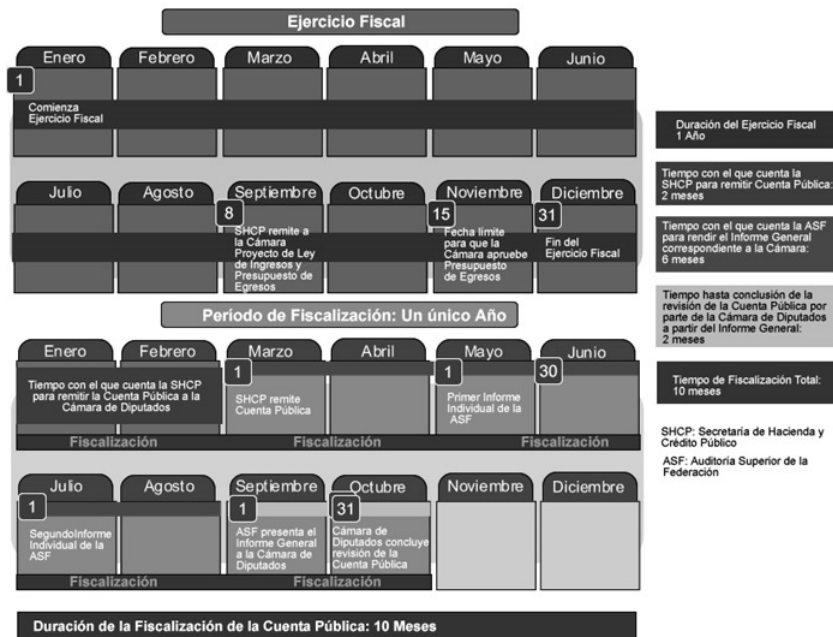 Ejercicio Fiscal
Enero
Febrero
Marzo
Abril
Mayo
Junio
1
Comienza
Ejercicio Fiscal
Julio
Agosto
Septiembre
Octubre
Noviembre
Diciembre
8
SHCP remite a
la Cámara
Proyecto de Ley
de Ingresos y
Presupuesto de
Egresos
15
Fecha límite
para que la
Cámara apruebe
Presupuesto
de Egresos
31
Fin del
Ejercicio Fiscal
Período de Fiscalización: Un único Año
Enero
Febrero
Marzo
Abril
Mayo
Junio
Tiempo con el que cuenta la SHCP
para remitir la Cuenta Pública a la
Cámara de Diputados
1
SHCP remite
Cuenta Pública
1
Primer Informe
Individual de la
ASF
30
Fiscalización
Fiscalización
Fiscalización
Julio
Agosto
Septiembre
Octubre
Noviembre
Diciembre
1
SegundoInforme
Individual de la
ASF
1
ASF presenta el
Informe General
a la Cámara de
Diputados
31
Cámara de
Diputados concluye
revisión de la
Cuenta Pública
Fiscalización
Fiscalización
Duración de la Fiscalización de la Cuenta Pública: 10 Meses
Duración del Ejercicio Fiscal
1 Año
Tiempo con el que cuenta la
SHCP para remitir Cuenta Pública:
2 meses
Tiempo con el que cuenta la ASF
para rendir el Informe General
correspondiente a la Cámara:
6 meses
Tiempo hasta conclusión de la
revisión de la Cuenta Pública por
parte de la Cámara de Diputados
a partir del Informe General:
2 meses
Tiempo de Fiscalización Total:
10 meses
SHCP: Secretaría de Hacienda y
Crédito Público
ASF: Auditoría Superior de la
Federación